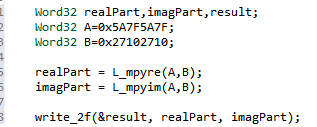 Word32 realPart,imagPart,result;
Word32 A=0x5A7F5A7F;
Word32 B=0x27102710;
realPart = L_mpyre(A,B);
imagPart = L_mpyim(A,B);
write_2f(&result, realPart, imagPart);